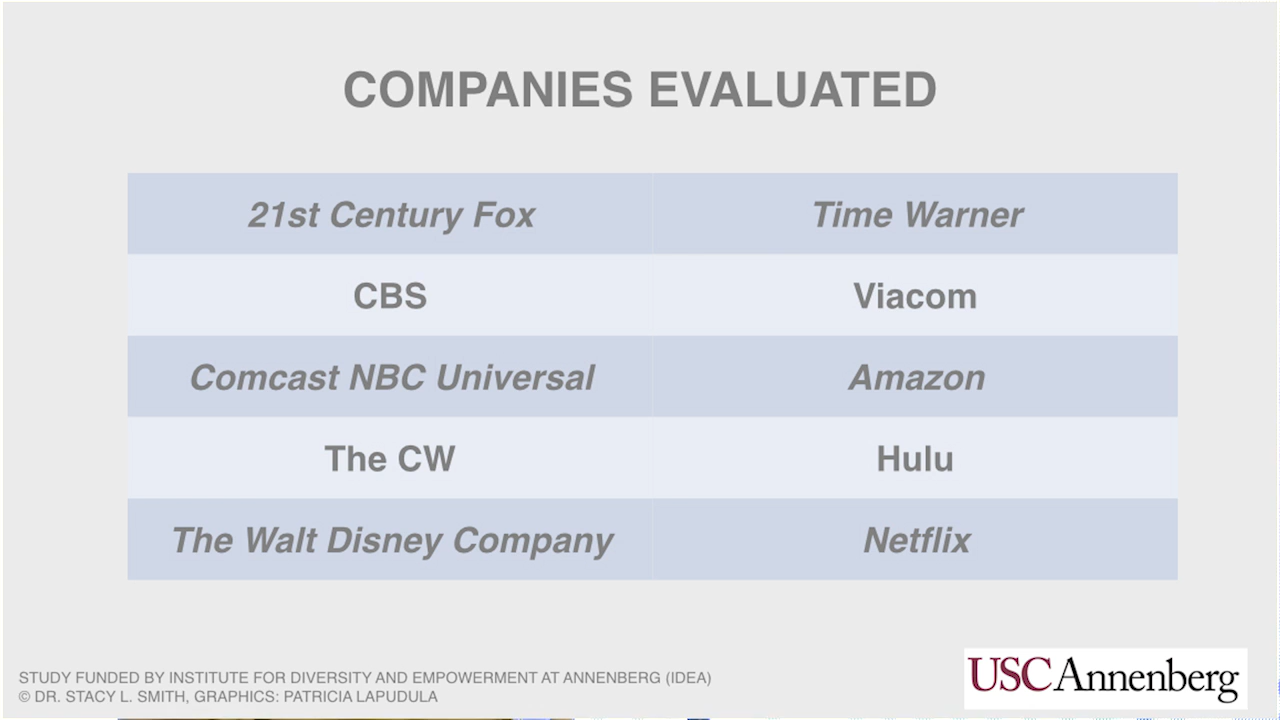 COMPANIES EVALUATED
21st Century Fox
Time Warner
CBS
Viacom
Comcast NBC Universal
Amazon
The CW
Hulu
The Walt Disney Company
Netflix
STUDY FUNDED BY INSTITUTE FOR DIVERSITY AND EMPOWERMENT AT ANNENBERG (IDEA)
© DR. STACY L. SMITH, GRAPHICS: PATRICIA LAPUDULA
USCAnnenberg